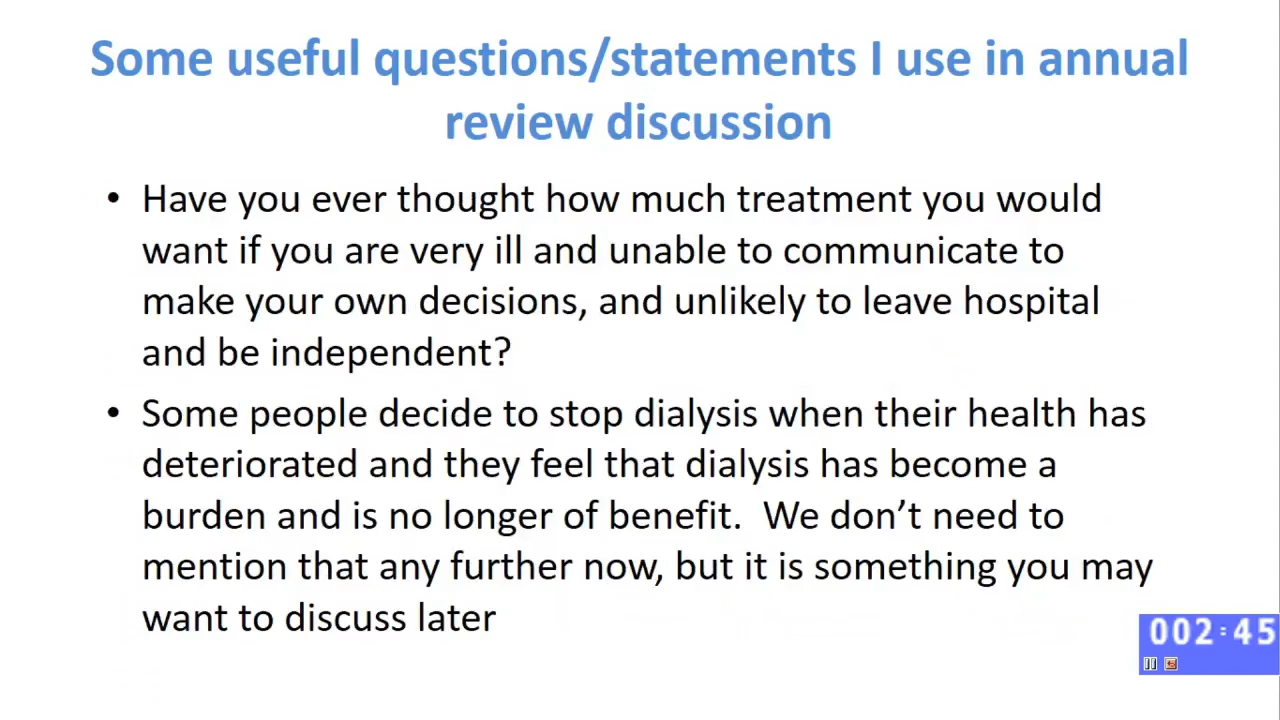 Some useful questions/statements I use in annual
review discussion
• Have you ever thought how much treatment you would
want if you are very ill and unable to communicate to
make your own decisions, and unlikely to leave hospital
and be independent?
• Some people decide to stop dialysis when their health has
deteriorated and they feel that dialysis has become a
burden and is no longer of benefit.  We don’t need to
mention that any further now, but it is something you may
want to discuss later
002:45